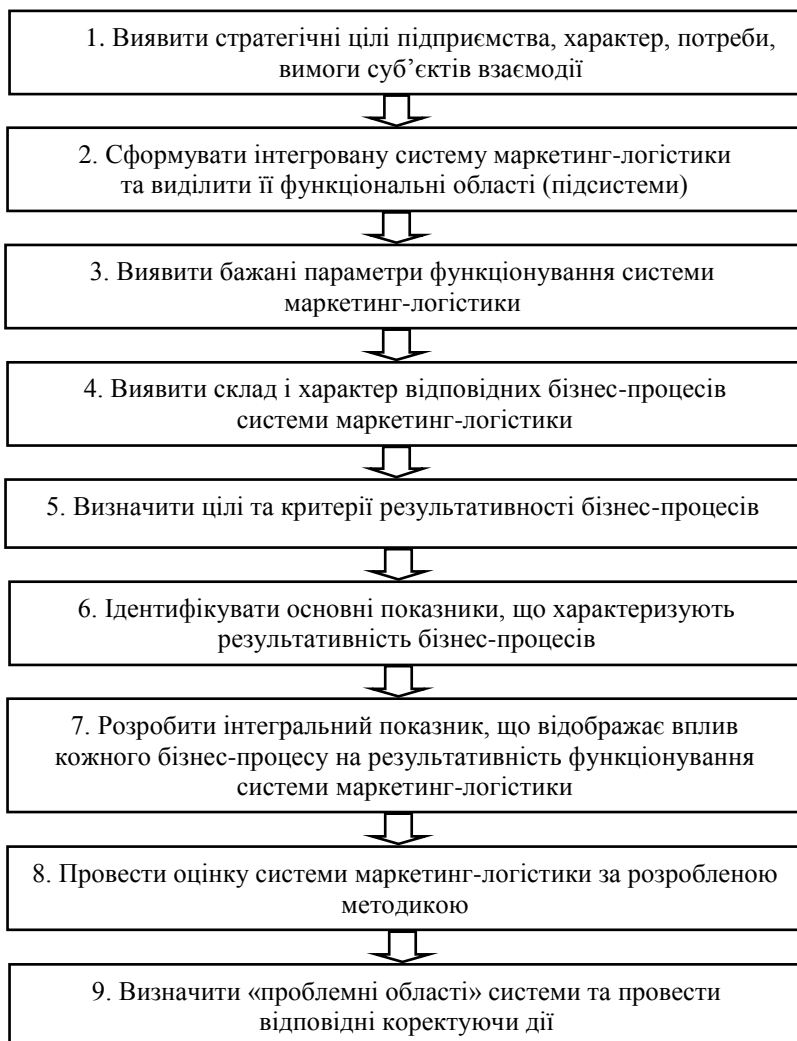 1. Виявити стратегічні цілі підприємства, характер, потреби,
вимоги суб’єктів взаємодії
2. Сформувати інтегровану систему маркетинг-логістики
та виділити її функціональні області (підсистеми)
3. Виявити бажані параметри функціонування системи
маркетинг-логістики
4. Виявити склад і характер відповідних бізнес-процесів
системи маркетинг-логістики
5. Визначити цілі та критерії результативності бізнес-процесів
6. Ідентифікувати основні показники, що характеризують
результативність бізнес-процесів
7. Розробити інтегральний показник, що відображає вплив
кожного бізнес-процесу на результативність функціонування
системи маркетинг-логістики
8. Провести оцінку системи маркетинг-логістики за розробленою
методикою
9. Визначити «проблемні області» системи та провести
відповідні коректуючи дії